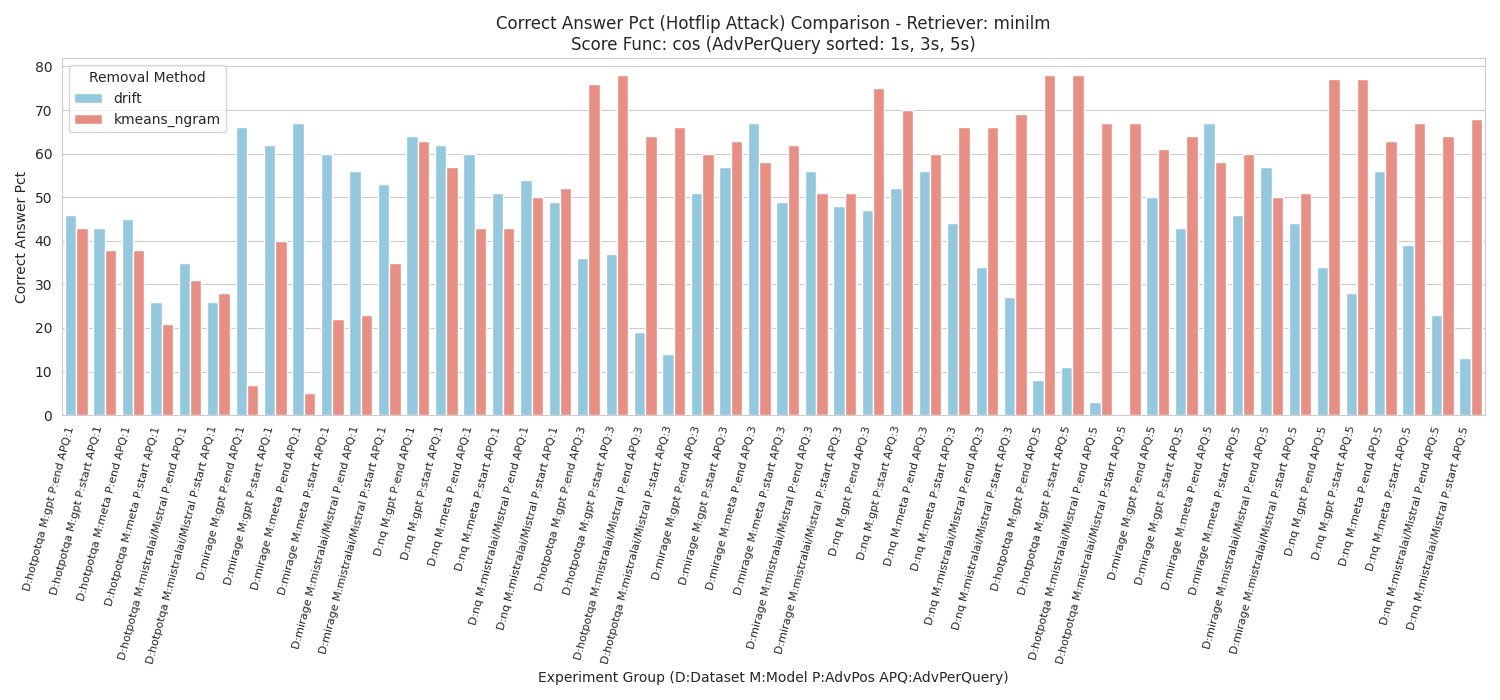 Correct Answer Pct (Hotflip Attack) Comparison - Retriever: minilm
Score Func: cos (AdvPerQuery sorted: 1s, 3s, 5s)
Removal Method
drift
kmeans_ngram
Correct Answer Pct
80
70
60
50
40
30
20
10
0
D:hotpotqa M:gpt P:end APQ:1
D:hotpotqa M:gpt P:start APQ:1
D:hotpotqa M:meta P:end APQ:1
D:hotpotqa M:meta P:start APQ:1
D:hotpotqa M:mistralai/Mistral P:end APQ:1
D:hotpotqa M:mistralai/Mistral P:start APQ:1
D:mirage M:gpt P:end APQ:1
D:mirage M:gpt P:start APQ:1
D:mirage M:meta P:end APQ:1
D:mirage M:meta P:start APQ:1
D:mirage M:mistralai/Mistral P:end APQ:1
D:mirage M:mistralai/Mistral P:start APQ:1
D:nq M:gpt P:end APQ:1
D:nq M:gpt P:start APQ:1
D:nq M:meta P:end APQ:1
D:nq M:meta P:start APQ:1
D:nq M:mistralai/Mistral P:end APQ:1
D:nq M:mistralai/Mistral P:start APQ:1
D:hotpotqa M:gpt P:end APQ:3
D:hotpotqa M:gpt P:start APQ:3
D:hotpotqa M:mistralai/Mistral P:end APQ:3
D:hotpotqa M:mistralai/Mistral P:start APQ:3
D:mirage M:gpt P:end APQ:3
D:mirage M:gpt P:start APQ:3
D:mirage M:meta P:end APQ:3
D:mirage M:meta P:start APQ:3
D:mirage M:mistralai/Mistral P:end APQ:3
D:mirage M:mistralai/Mistral P:start APQ:3
D:nq M:gpt P:end APQ:3
D:nq M:gpt P:start APQ:3
D:nq M:meta P:end APQ:3
D:nq M:meta P:start APQ:3
D:nq M:mistralai/Mistral P:end APQ:3
D:nq M:mistralai/Mistral P:start APQ:3
D:hotpotqa M:gpt P:end APQ:5
D:hotpotqa M:gpt P:start APQ:5
D:hotpotqa M:mistralai/Mistral P:end APQ:5
D:hotpotqa M:mistralai/Mistral P:start APQ:5
D:mirage M:gpt P:end APQ:5
D:mirage M:gpt P:start APQ:5
D:mirage M:meta P:end APQ:5
D:mirage M:meta P:start APQ:5
D:mirage M:mistralai/Mistral P:end APQ:5
D:mirage M:mistralai/Mistral P:start APQ:5
D:nq M:gpt P:end APQ:5
D:nq M:gpt P:start APQ:5
D:nq M:meta P:end APQ:5
D:nq M:meta P:start APQ:5
D:nq M:mistralai/Mistral P:end APQ:5
D:nq M:mistralai/Mistral P:start APQ:5
Experiment Group (D:Dataset M:Model P:AdvPos APQ:AdvPerQuery)